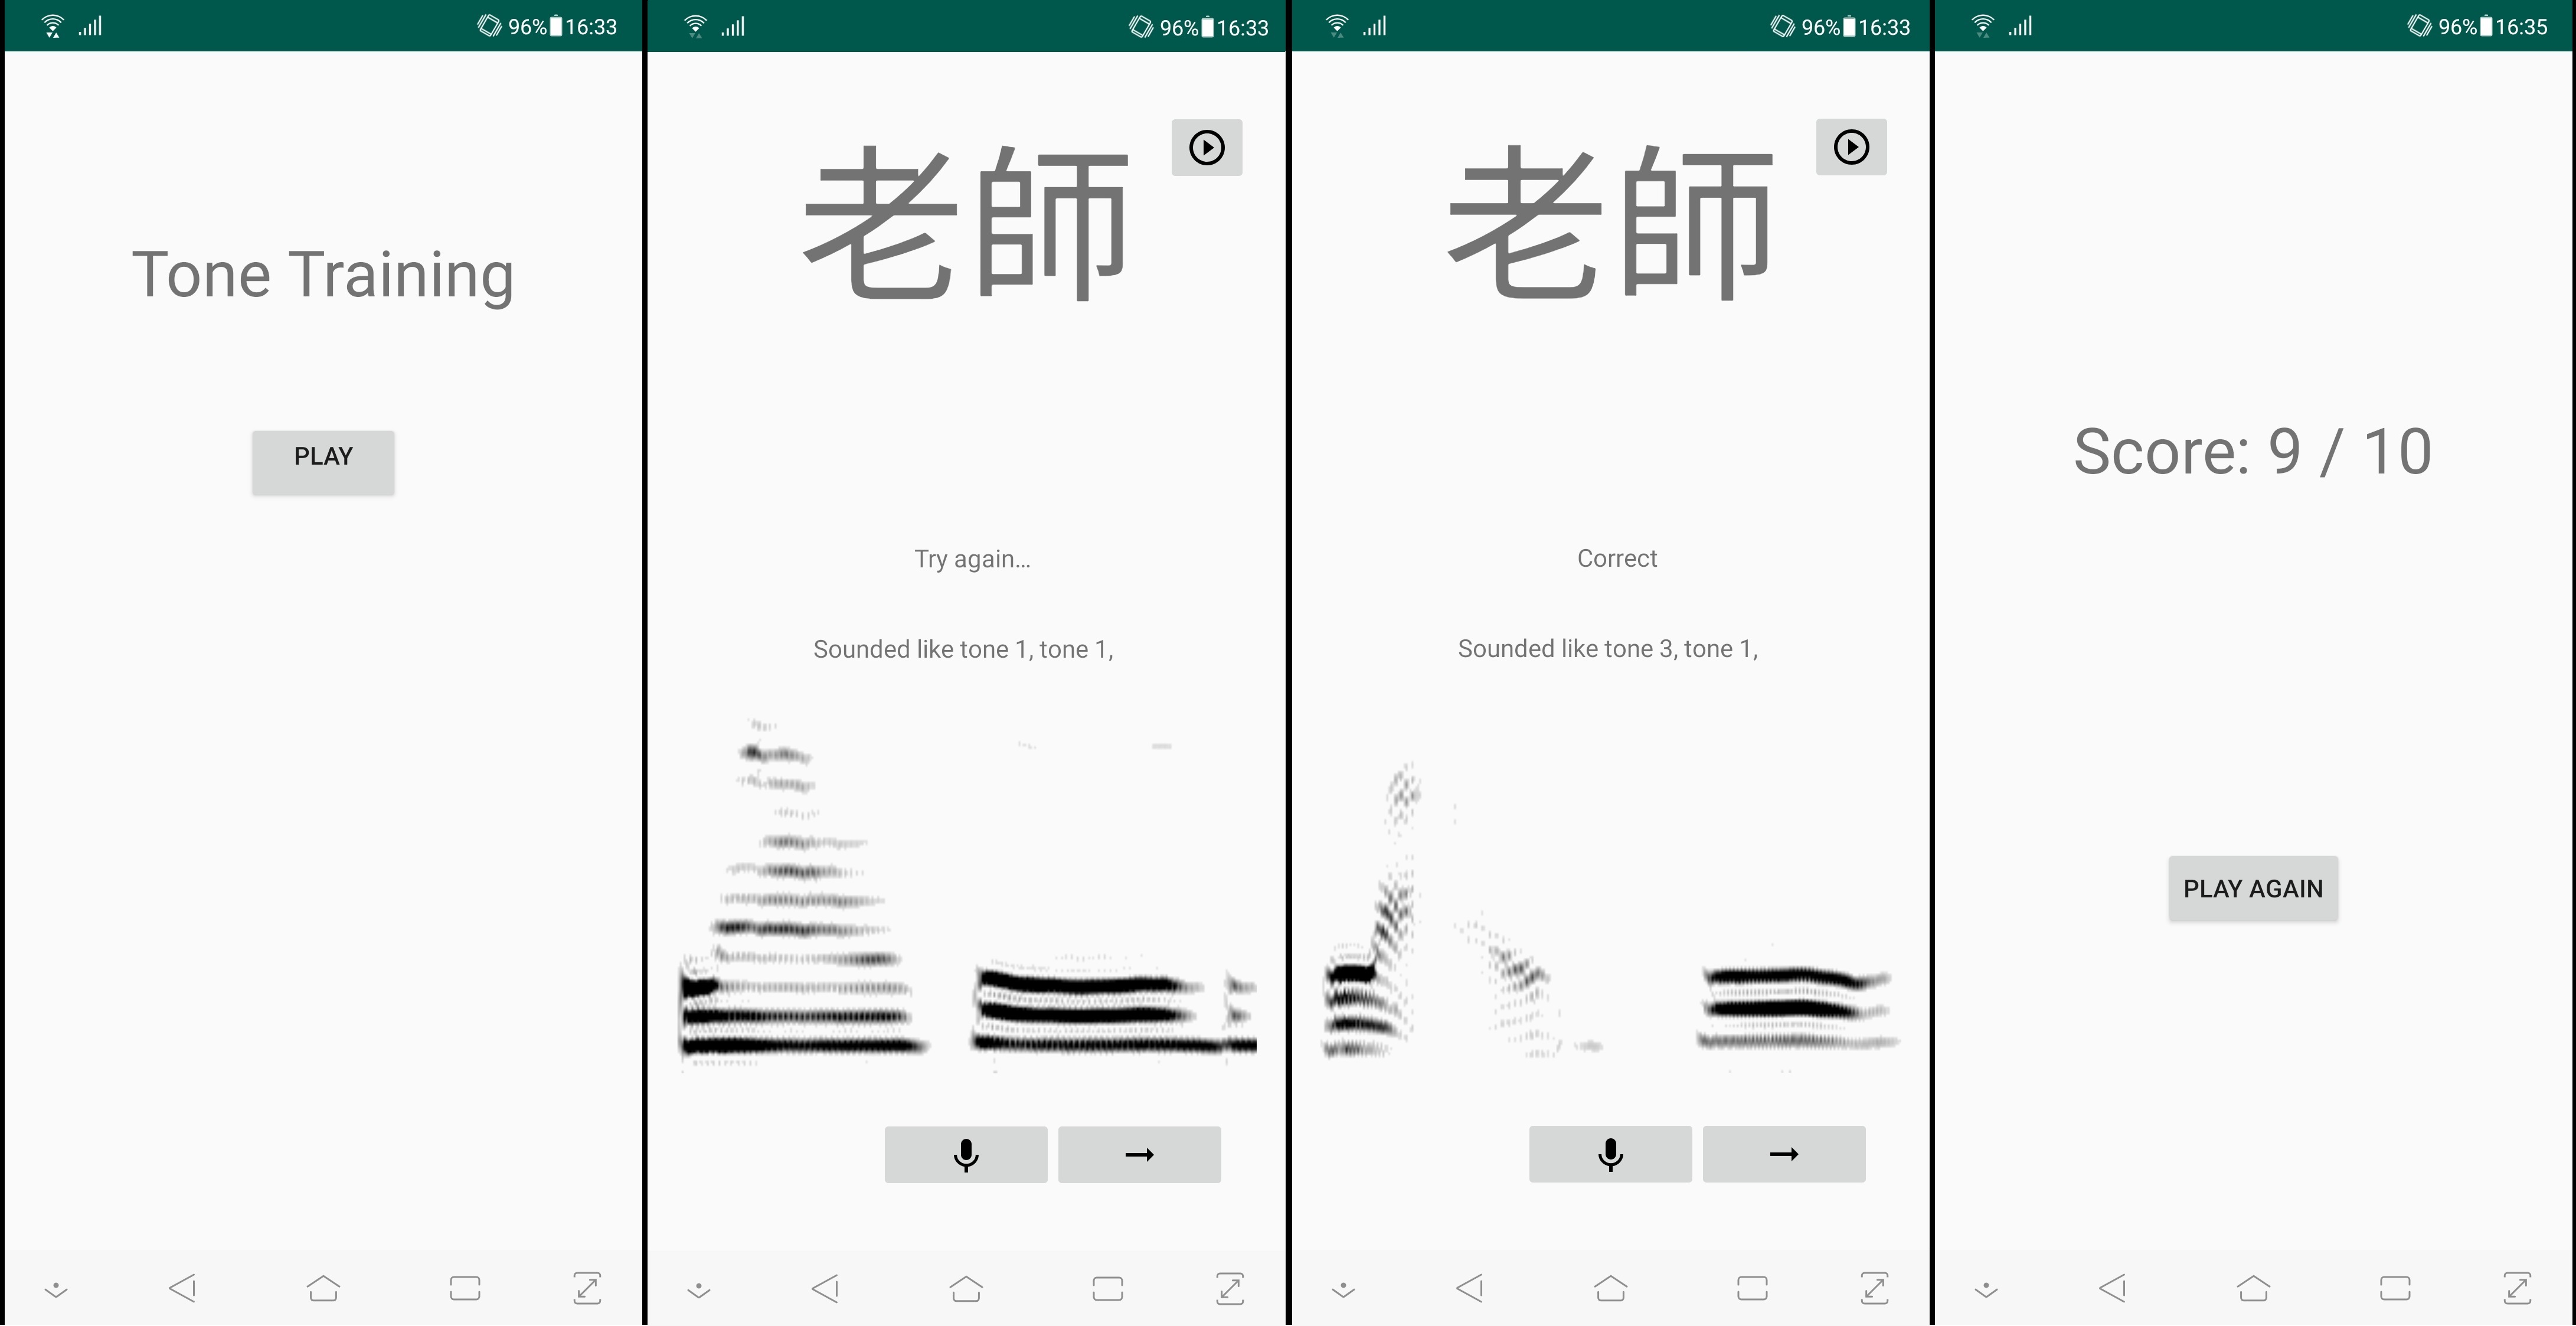 96% 16:33
Tone Training
PLAY
96% 16:33
老師
Try again...
Sounded like tone 1, tone 1,
96% 16:33
老師
Correct
Sounded like tone 3, tone 1,
96% 16:35
Score: 9 / 10
PLAY AGAIN